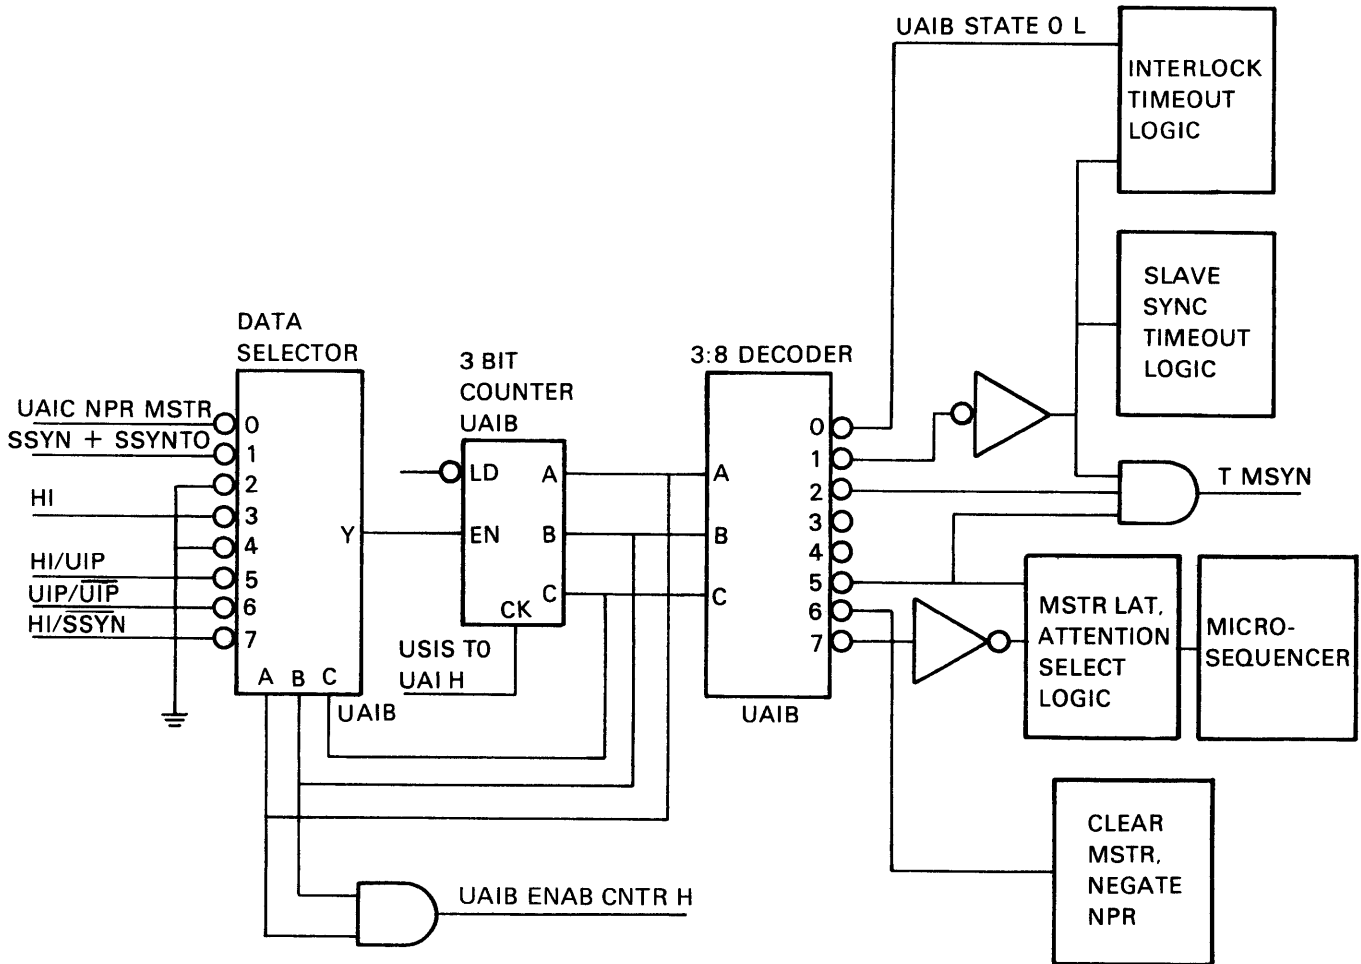 UAIB STATE 0 L
INTERLOCK
TIMEOUT
LOGIC
SLAVE
SYNC
TIMEOUT
LOGIC
DATA
SELECTOR
3 BIT
COUNTER
UAIB
3:8 DECODER
UAIC NPR MSTR
SSYN + SSYNTO
HI
HI/UIP
UIP/U̅I̅P̅
HI/S̅S̅Y̅N̅
0
1
2
3
4
5
6
7
Y
A B C
UAIB
LD
EN
CK
A
B
C
USIS T0
UAI H
A
B
C
0
1
2
3
4
5
6
7
UAIB
T MSYN
MSTR LAT,
ATTENTION
SELECT
LOGIC
MICRO-
SEQUENCER
CLEAR
MSTR,
NEGATE
NPR
UAIB ENAB CNTR H